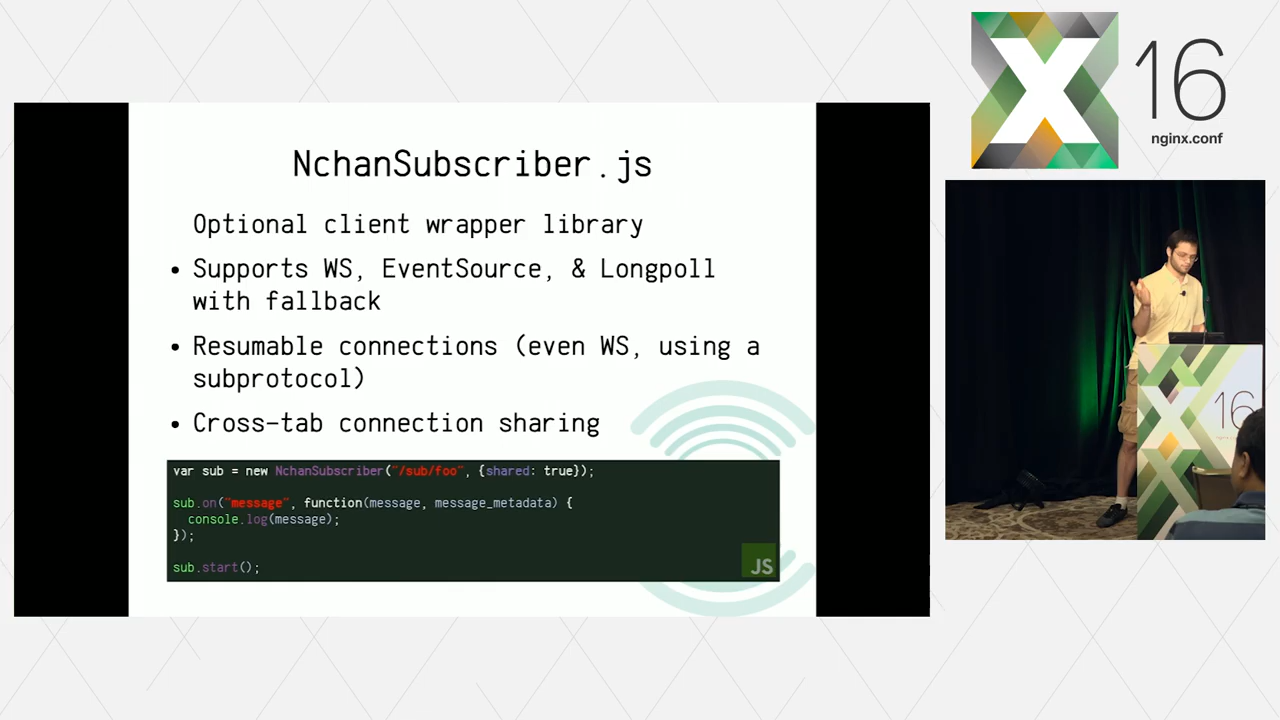 NchanSubscriber.js
Optional client wrapper library
• Supports WS, EventSource, & Longpoll
with fallback
• Resumable connections (even WS, using a
subprotocol)
• Cross-tab connection sharing
var sub = new NchanSubscriber("/sub/foo", {shared: true});
sub.on("message", function(message, message_metadata) {
console.log(message);
});
sub.start();
JS
X 16
nginx.conf
16